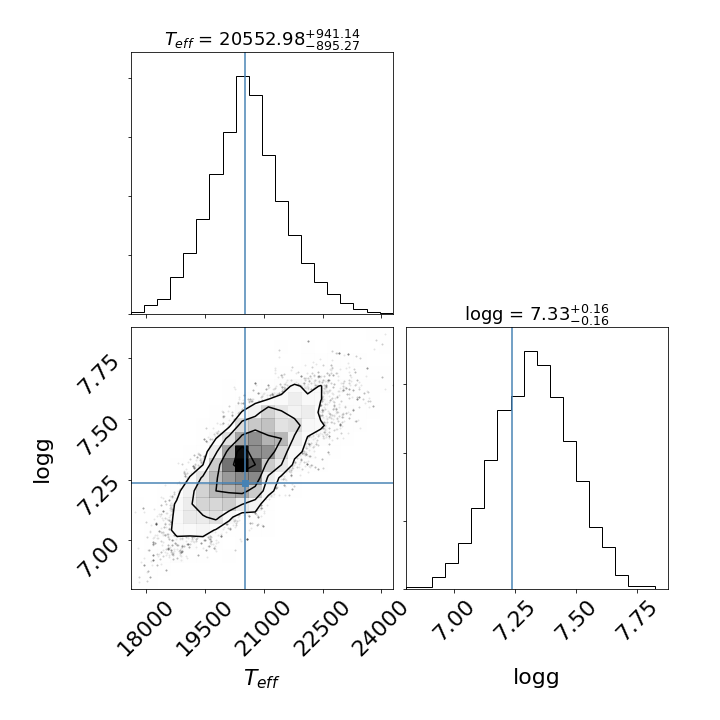 T_eff = 20552.98^{+941.14}_{-895.27}
logg = 7.33^{+0.16}_{-0.16}
7.75
7.50
7.25
7.00
logg
18000 19500 21000 22500 24000
T_eff
7.00 7.25 7.50 7.75
logg